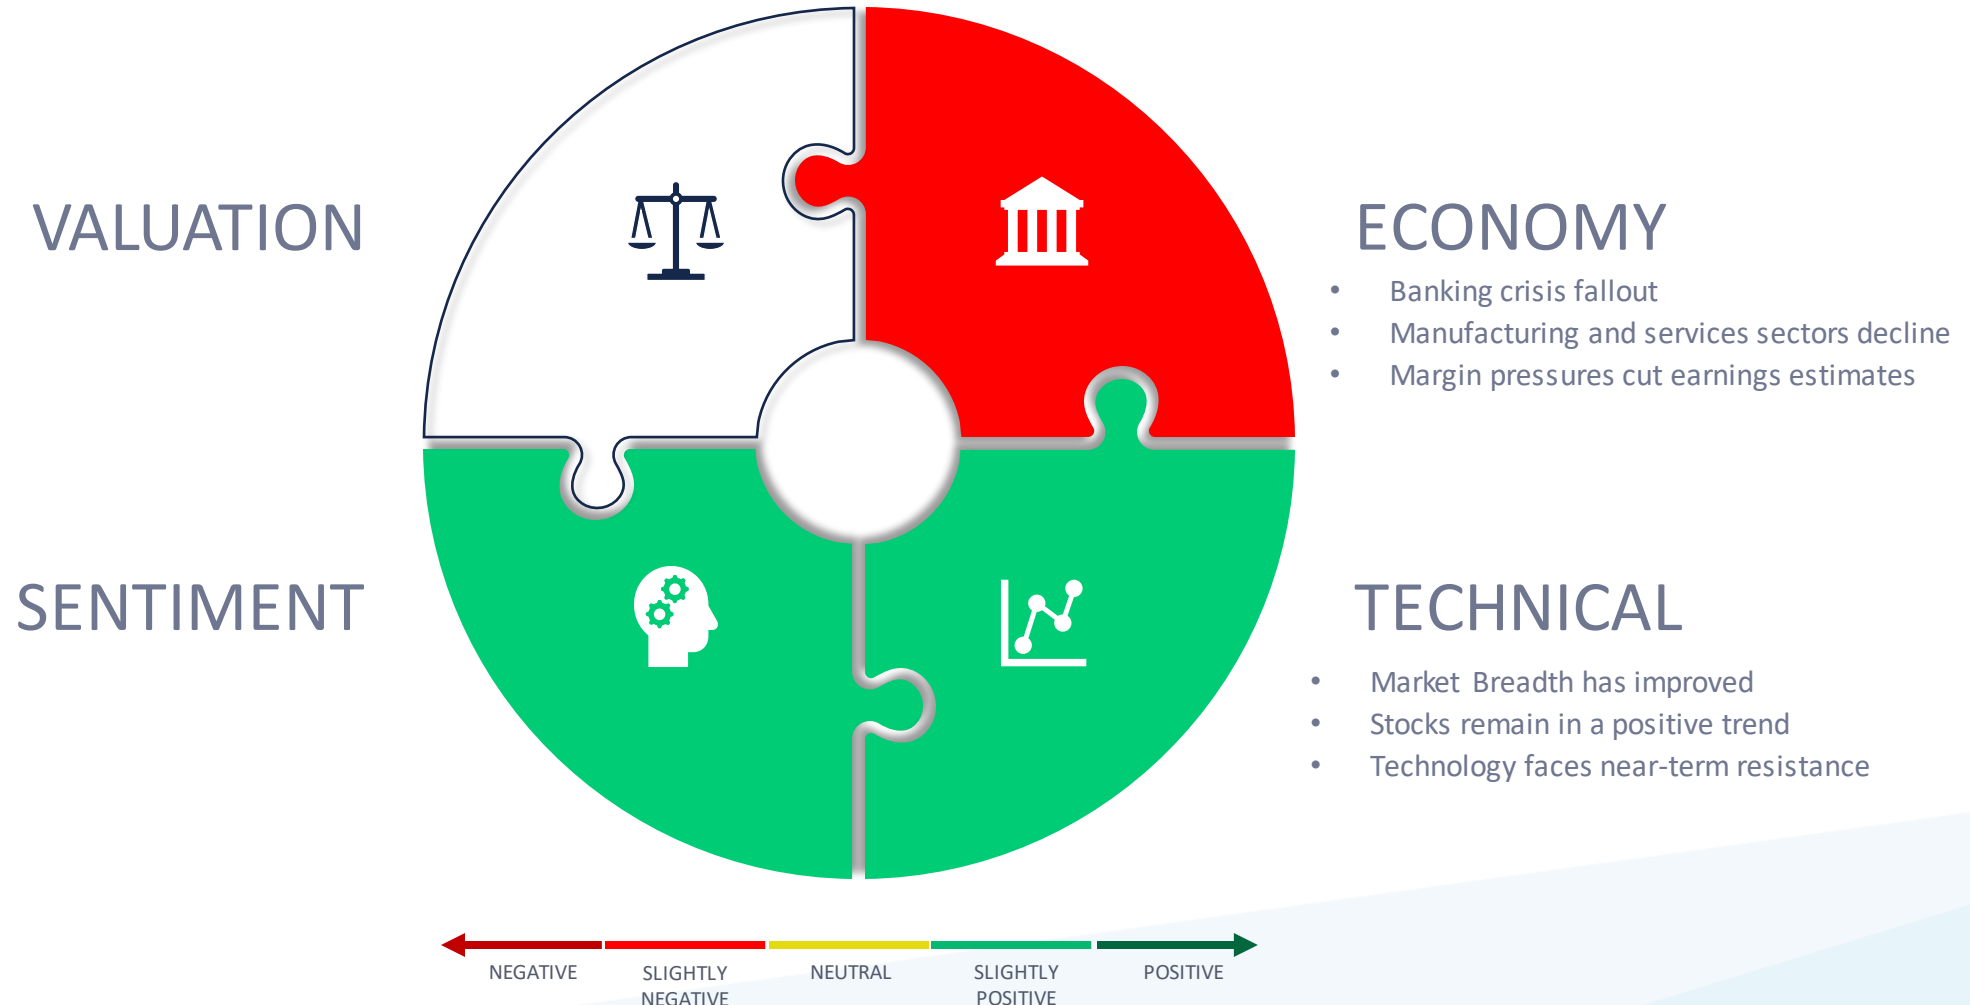 VALUATION
ECONOMY
• Banking crisis fallout
• Manufacturing and services sectors decline
• Margin pressures cut earnings estimates
SENTIMENT
TECHNICAL
• Market Breadth has improved
• Stocks remain in a positive trend
• Technology faces near-term resistance
NEGATIVE
SLIGHTLY
NEGATIVE
NEUTRAL
SLIGHTLY
POSITIVE
POSITIVE